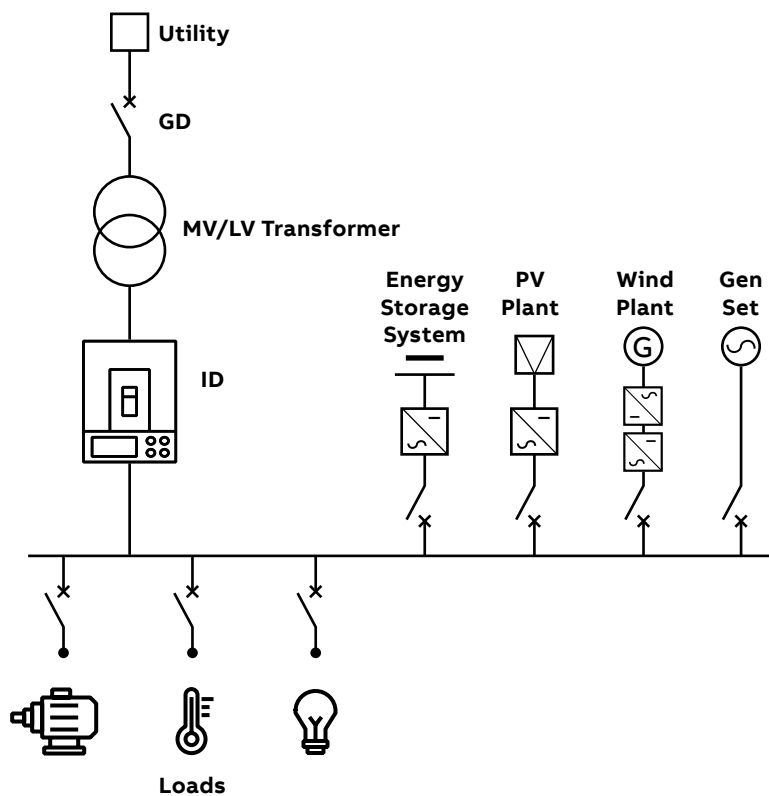 Utility
GD
MV/LV Transformer
Energy
Storage
System
PV
Plant
Wind
Plant
Gen
Set
G
ID
Loads